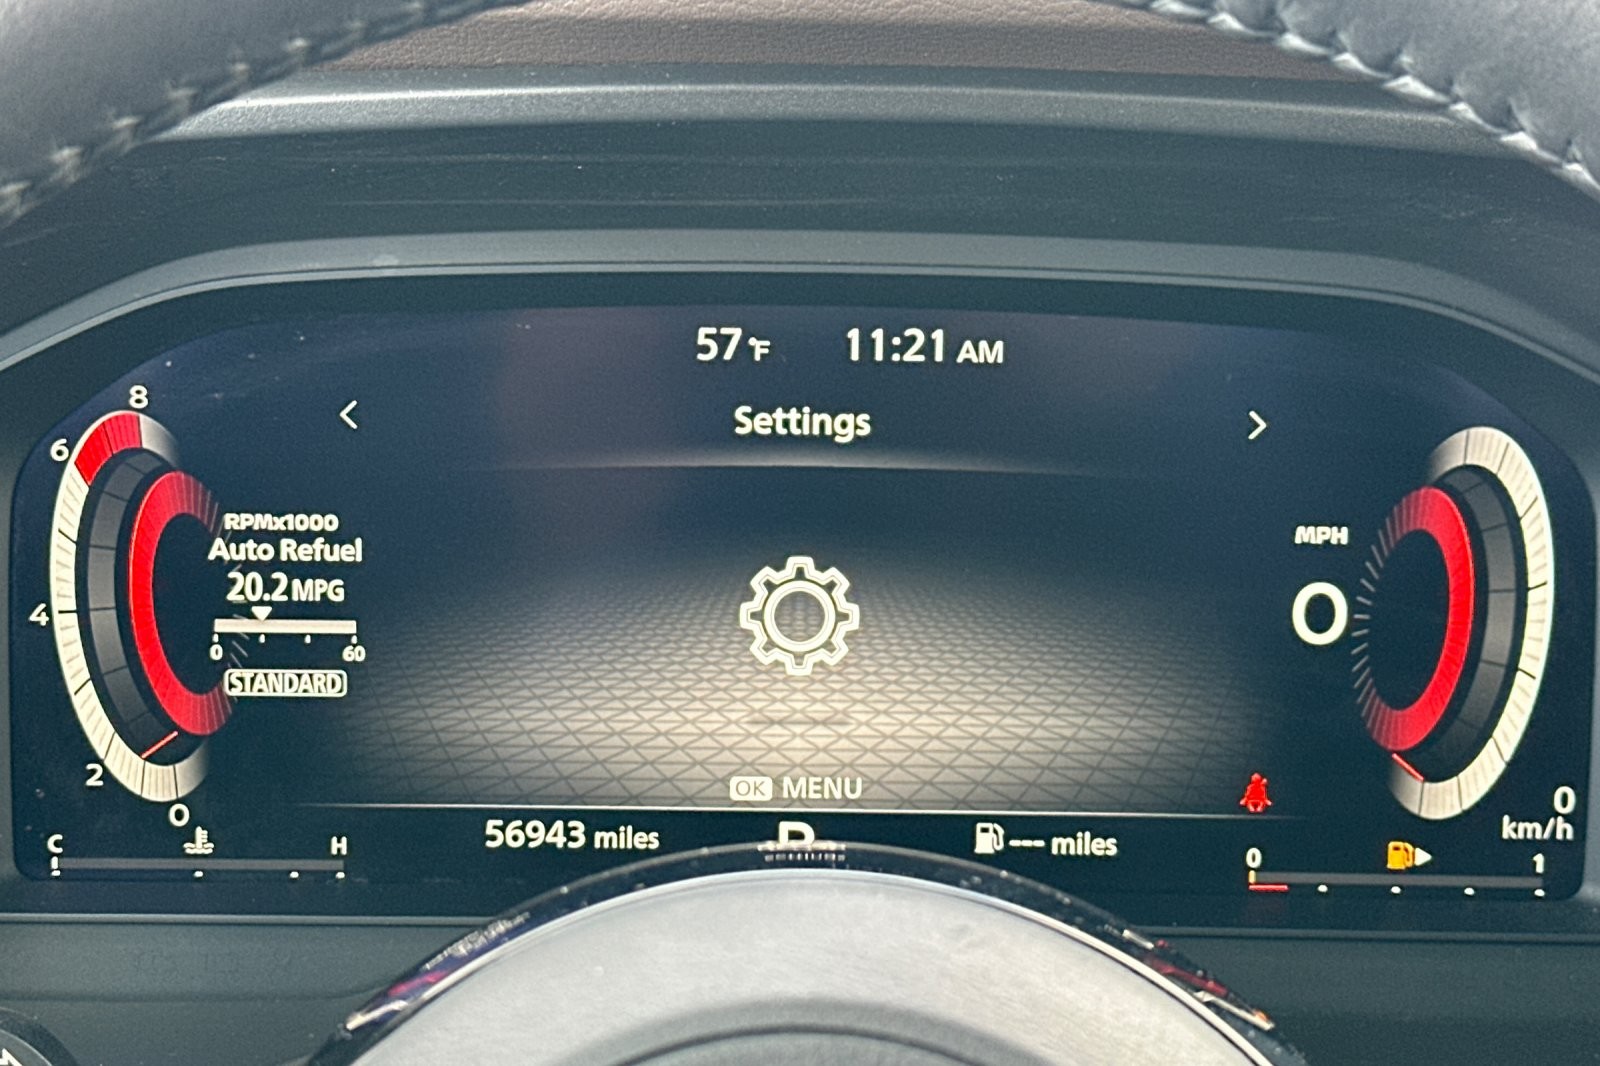 57°F 11:21 AM
Settings
8
6
4
2
0
RPMx1000
Auto Refuel
20.2 MPG
0 60
STANDARD
MPH
0
OK MENU
0
km/h
56943 miles
P
--- miles
C H
0 1